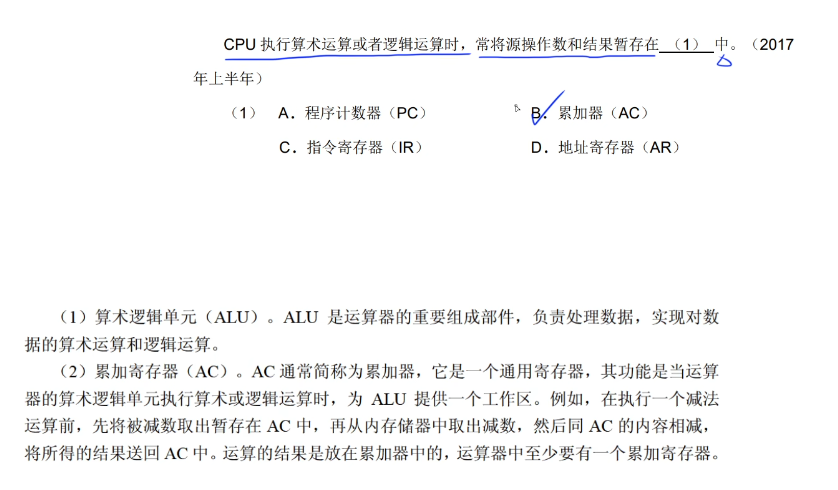 CPU 执行算术运算或者逻辑运算时，常将源操作数和结果暂存在 （1） 中。（2017
年上半年）
（1） A．程序计数器（PC） B．累加器（AC）
C．指令寄存器（IR） D．地址寄存器（AR）
（1）算术逻辑单元（ALU）。ALU 是运算器的重要组成部件，负责处理数据，实现对数
据的算术运算和逻辑运算。
（2）累加寄存器（AC）。AC 通常简称为累加器，它是一个通用寄存器，其功能是当运算
器的算术逻辑单元执行算术或逻辑运算时，为 ALU 提供一个工作区。例如，在执行一个减法
运算前，先将被减数取出暂存在 AC 中，再从内存储器中取出减数，然后同 AC 的内容相减，
将所得的结果送回 AC 中。运算的结果是放在累加器中的，运算器中至少要有一个累加寄存器。